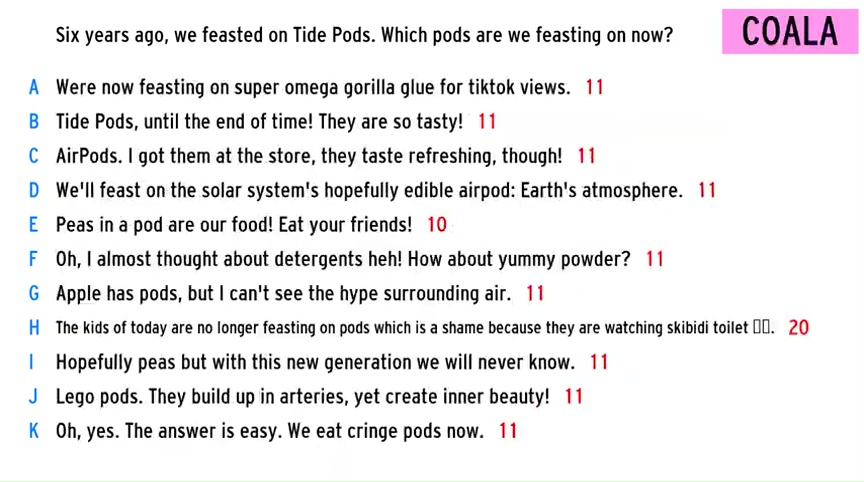 Six years ago, we feasted on Tide Pods. Which pods are we feasting on now?
COALA
A Were now feasting on super omega gorilla glue for tiktok views. 11
B Tide Pods, until the end of time! They are so tasty! 11
C AirPods. I got them at the store, they taste refreshing, though! 11
D We'll feast on the solar system's hopefully edible airpod: Earth's atmosphere. 11
E Peas in a pod are our food! Eat your friends! 10
F Oh, I almost thought about detergents heh! How about yummy powder? 11
G Apple has pods, but I can't see the hype surrounding air. 11
H The kids of today are no longer feasting on pods which is a shame because they are watching skibidi toilet ▯▯. 20
I Hopefully peas but with this new generation we will never know. 11
J Lego pods. They build up in arteries, yet create inner beauty! 11
K Oh, yes. The answer is easy. We eat cringe pods now. 11